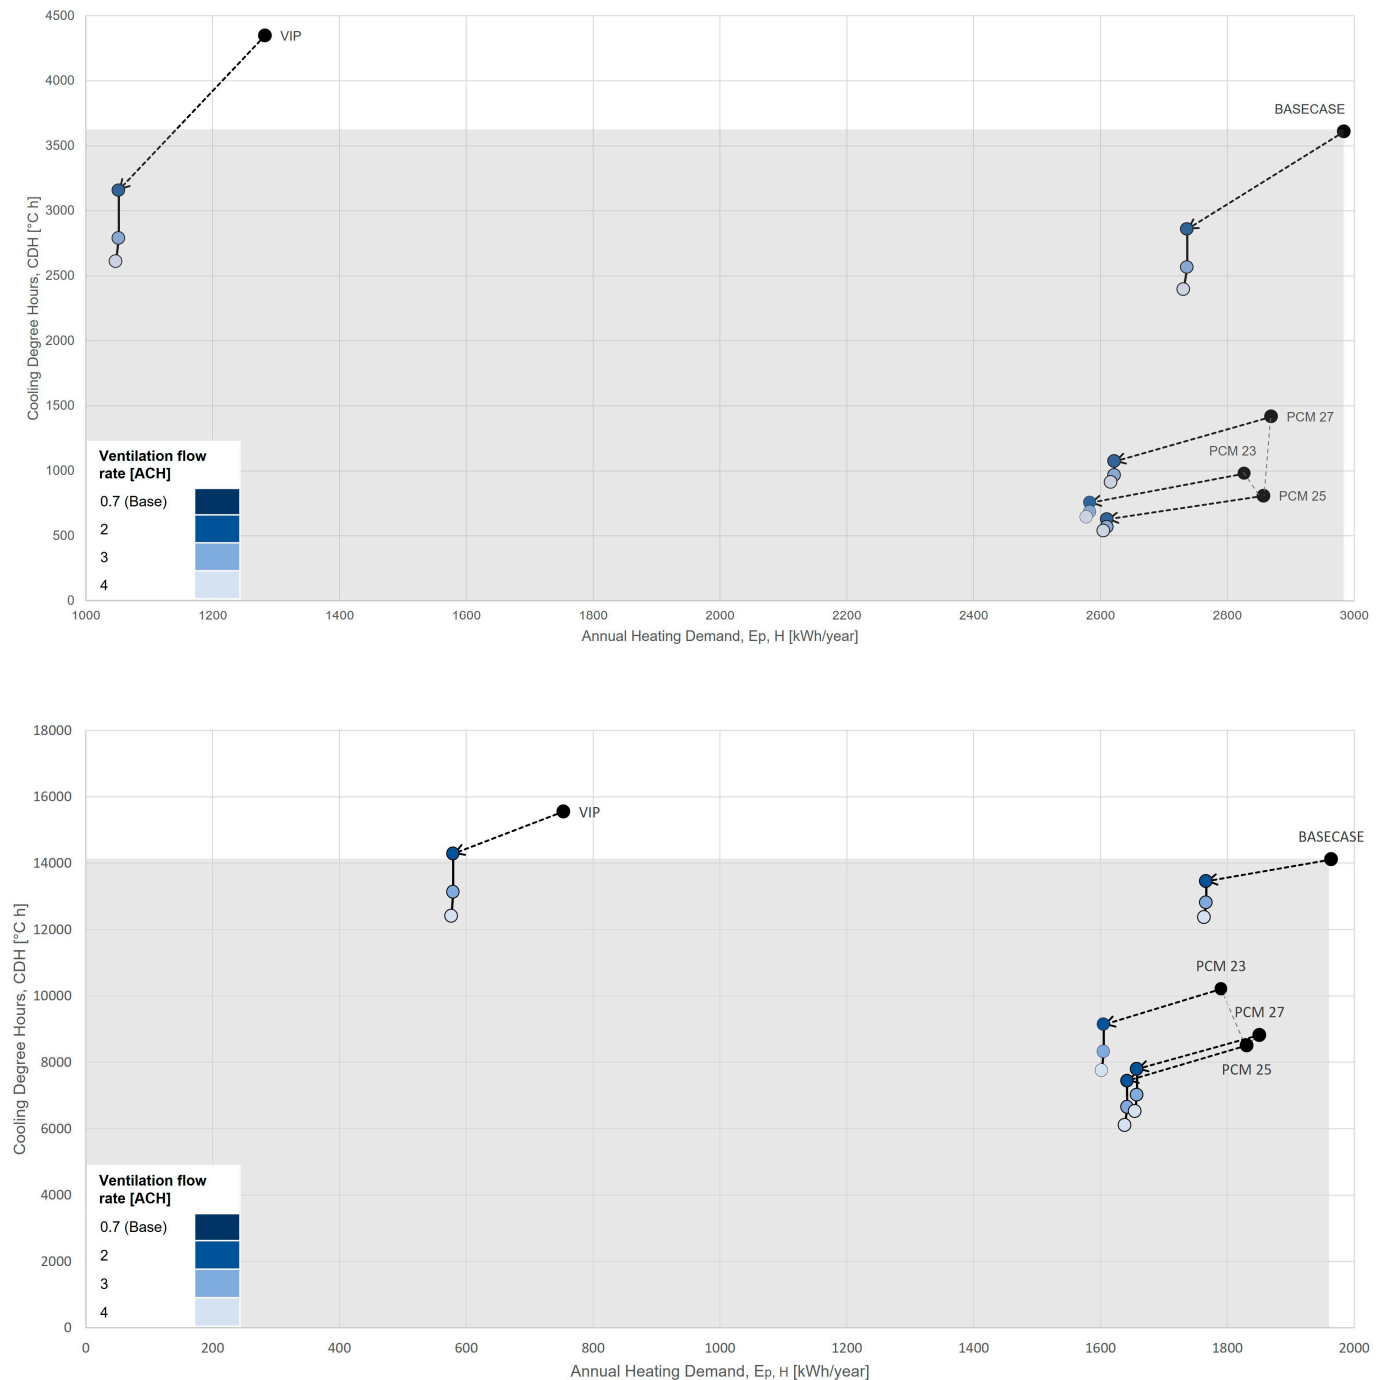 4500
VIP
4000
BASECASE
3500
3000
2500
2000
1500
PCM 27
PCM 23
1000
PCM 25
500
0
Cooling Degree Hours, CDH [°C h]
Ventilation flow
rate [ACH]
0.7 (Base)
2
3
4
1000 1200 1400 1600 1800 2000 2200 2400 2600 2800 3000
Annual Heating Demand, Ep, H [kWh/year]
18000
16000
VIP
BASECASE
14000
12000
PCM 23
10000
PCM 27
8000
PCM 25
6000
4000
2000
0
Cooling Degree Hours, CDH [°C h]
Ventilation flow
rate [ACH]
0.7 (Base)
2
3
4
0 200 400 600 800 1000 1200 1400 1600 1800 2000
Annual Heating Demand, Ep, H [kWh/year]